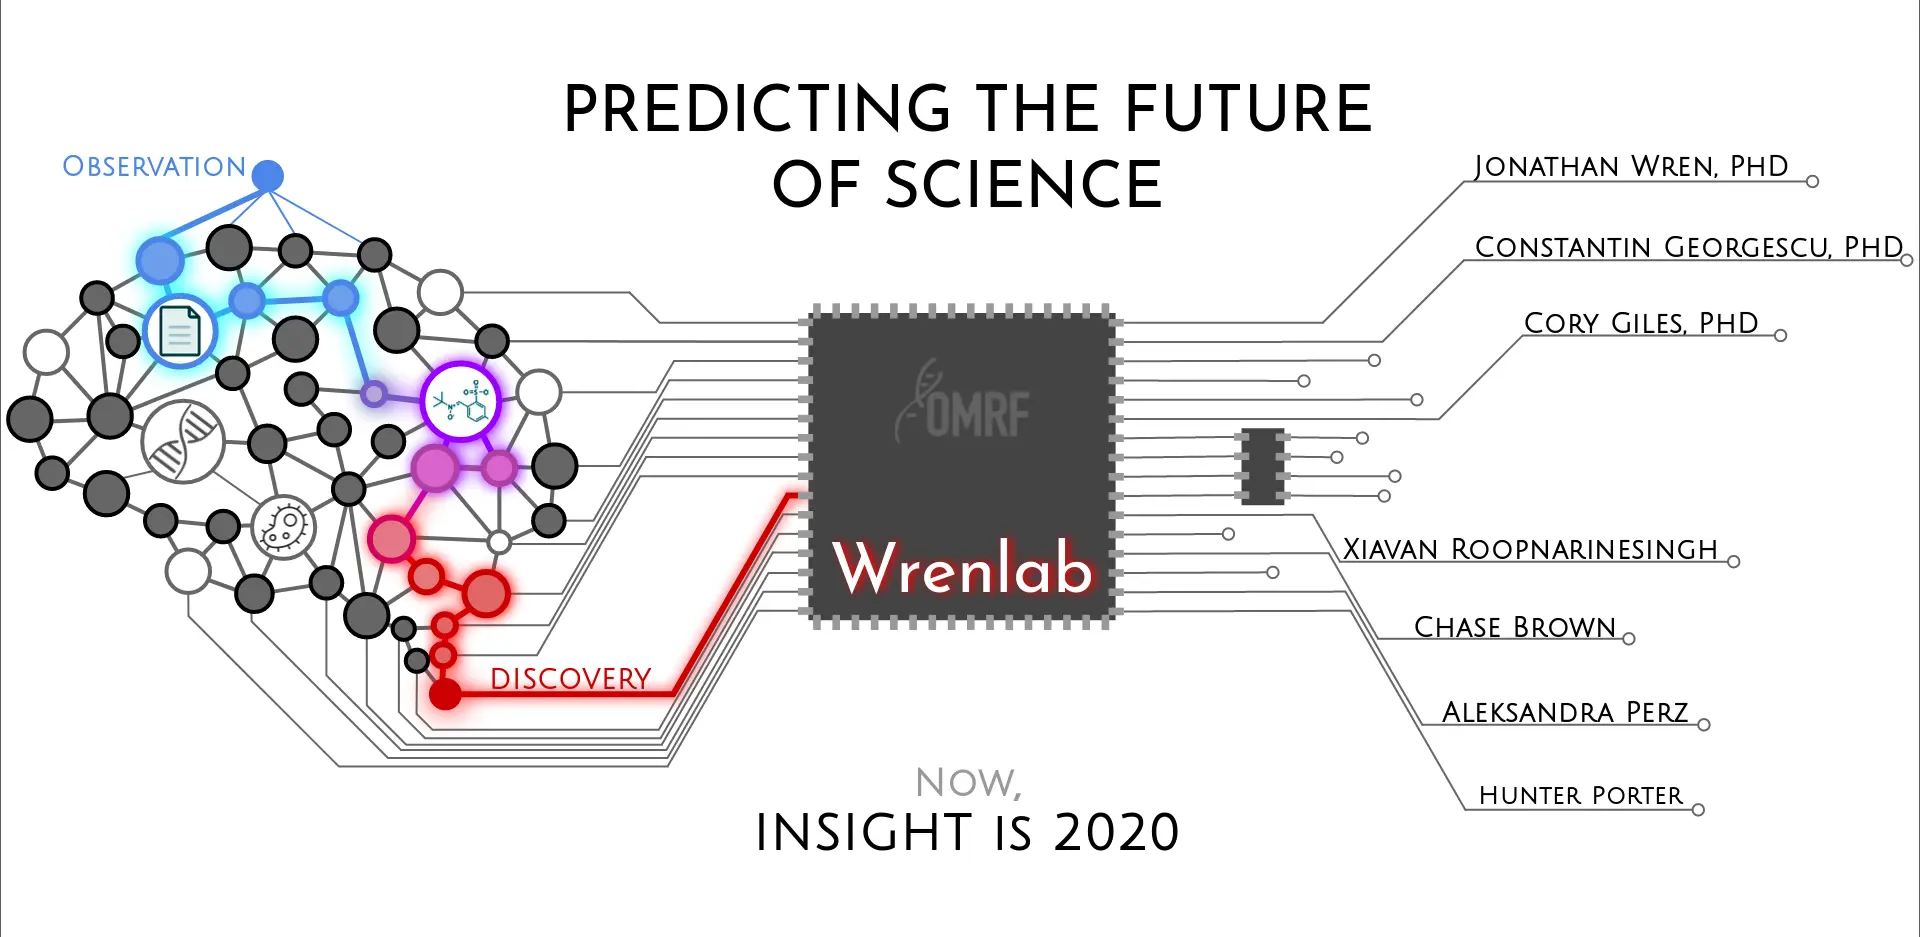 PREDICTING THE FUTURE
OF SCIENCE
OBSERVATION
JONATHAN WREN, PHD
CONSTANTIN GEORGESCU, PHD
CORY GILES, PHD
OMRF
Wrenlab
XIAVAN ROOPNARINESINGH
CHASE BROWN
DISCOVERY
ALEKSANDRA PERZ
HUNTER PORTER
NOW,
INSIGHT IS 2020